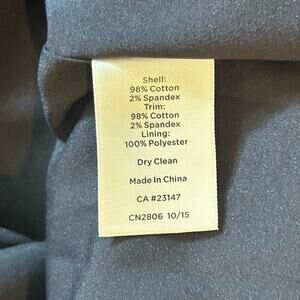 Shell:
98% Cotton
2% Spandex
Trim:
98% Cotton
2% Spandex
Lining:
100% Polyester
Dry Clean
Made In China
CA #23147
CN2806 10/15